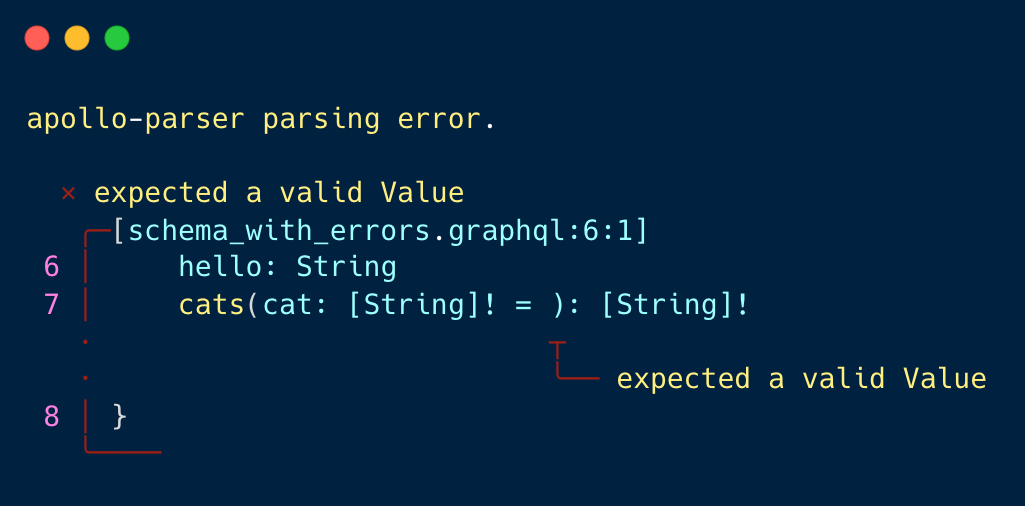 apollo-parser parsing error.
× expected a valid Value
[schema_with_errors.graphql:6:1]
6 hello: String
7 cats(cat: [String]! = ): [String]!
expected a valid Value
8 }